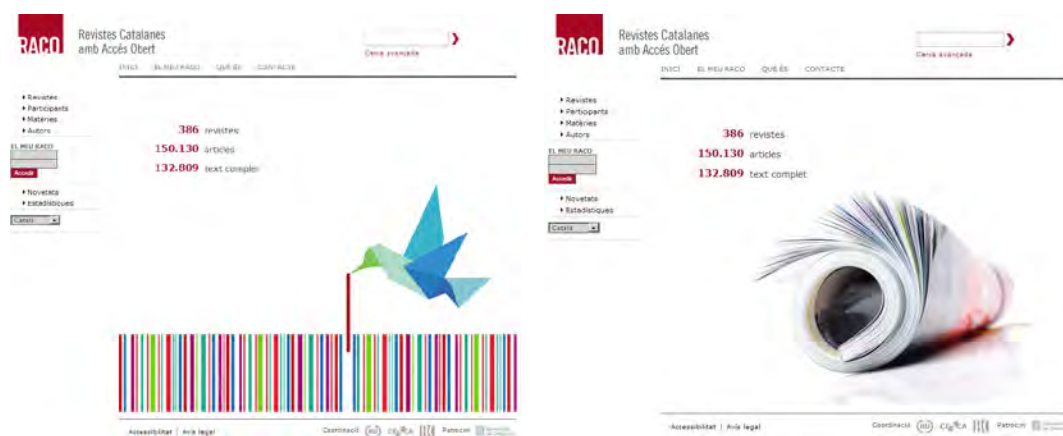 RACO
Revistes Catalanes
amb Accés Obert
Cerca avançada
INICI EL MEU RACO QUÈ ÉS CONTACTE
Revistes
Participants
Matèries
Autors
EL MEU RACO
Accedir
Novetats
Estadístiques
Català
386 revistes
150.130 articles
132.809 text complet
Accessibilitat | Avís legal
Coordinació
Patrocini
RACO
Revistes Catalanes
amb Accés Obert
Cerca avançada
INICI EL MEU RACO QUÈ ÉS CONTACTE
Revistes
Participants
Matèries
Autors
EL MEU RACO
Accedir
Novetats
Estadístiques
Català
386 revistes
150.130 articles
132.809 text complet
Accessibilitat | Avís legal
Coordinació
Patrocini